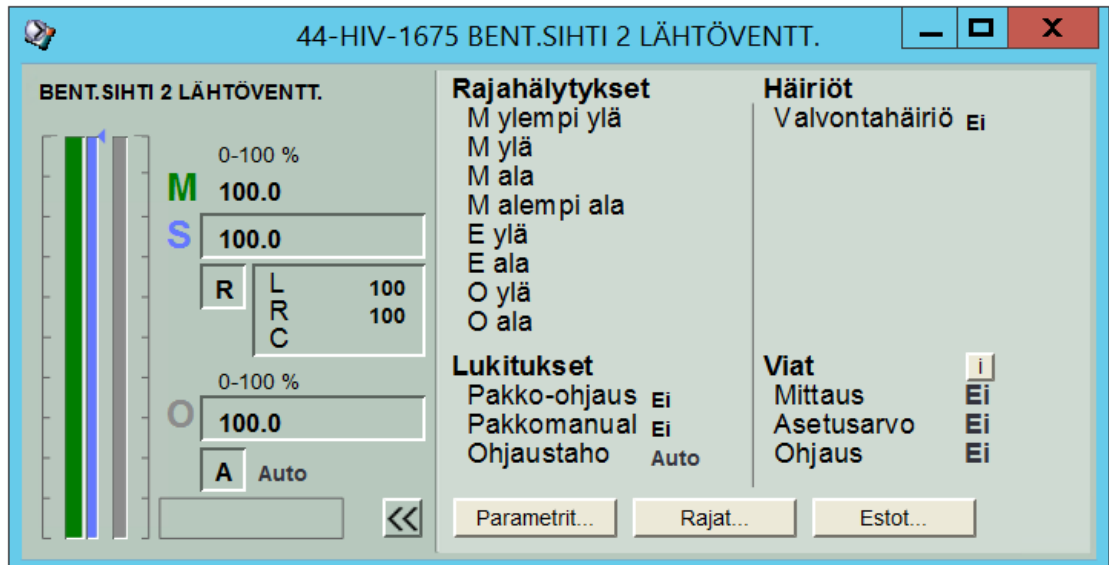 44-HIV-1675 BENT.SIHTI 2 LÄHTÖVENTT.
BENT.SIHTI 2 LÄHTÖVENTT.
0-100 %
M 100.0
S 100.0
R
L 100
R 100
C
0-100 %
O 100.0
A Auto
<<
Rajahälytykset
M ylempi ylä
M ylä
M ala
M alempi ala
E ylä
E ala
O ylä
O ala
Häiriöt
Valvontahäiriö Ei
Lukitukset
Pakko-ohjaus Ei
Pakkomanual Ei
Ohjaustaho Auto
Viat i
Mittaus Ei
Asetusarvo Ei
Ohjaus Ei
Parametrit... Rajat... Estot...